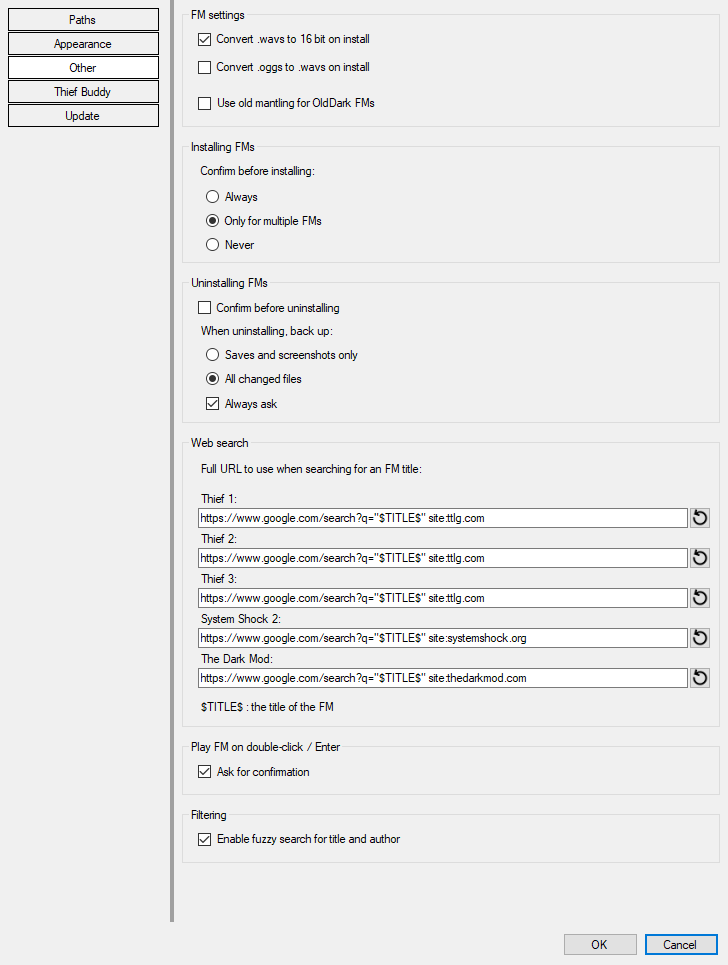 Paths
Appearance
Other
Thief Buddy
Update
FM settings
Convert .wavs to 16 bit on install
Convert .oggs to .wavs on install
Use old mantling for OldDark FMs
Installing FMs
Confirm before installing:
Always
Only for multiple FMs
Never
Uninstalling FMs
Confirm before uninstalling
When uninstalling, back up:
Saves and screenshots only
All changed files
Always ask
Web search
Full URL to use when searching for an FM title:
Thief 1:
https://www.google.com/search?q="$TITLE$" site:ttlg.com
Thief 2:
https://www.google.com/search?q="$TITLE$" site:ttlg.com
Thief 3:
https://www.google.com/search?q="$TITLE$" site:ttlg.com
System Shock 2:
https://www.google.com/search?q="$TITLE$" site:systemshock.org
The Dark Mod:
https://www.google.com/search?q="$TITLE$" site:thedarkmod.com
$TITLE$ : the title of the FM
Play FM on double-click / Enter
Ask for confirmation
Filtering
Enable fuzzy search for title and author
OK
Cancel